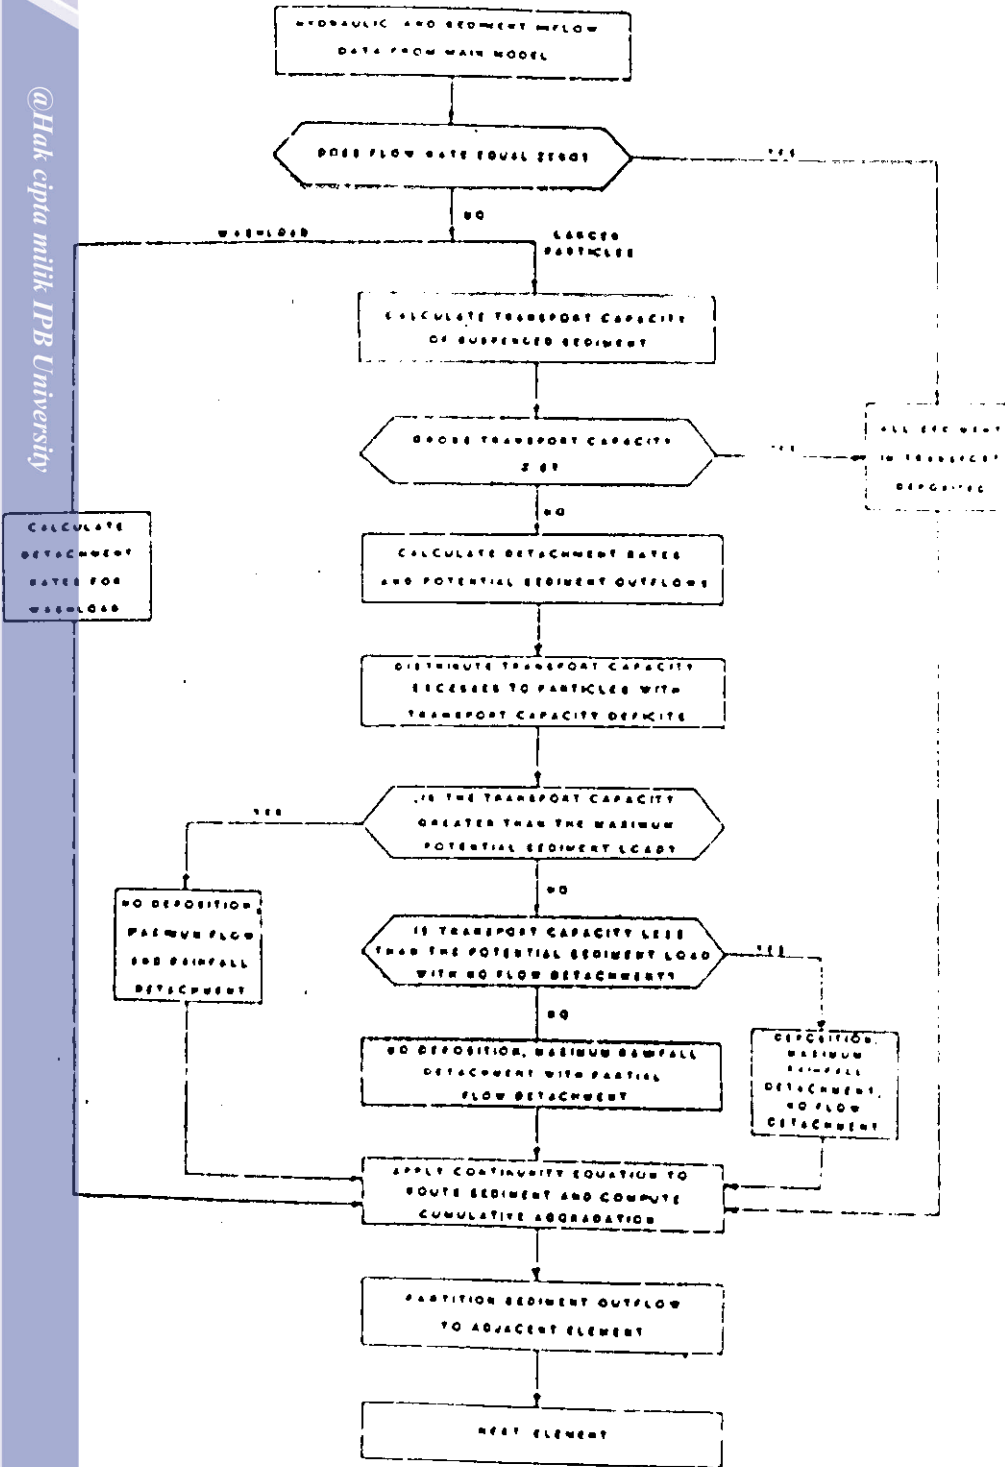 HYDRAULIC AND SEDIMENT INFLOW
DATA FROM MAIN MODEL
DOES FLOW RATE EQUAL ZERO?
YES
NO
WASHLOAD
LARGER
PARTICLES
CALCULATE TRANSPORT CAPACITY
OF SUSPENDED SEDIMENT
TRANSPORT CAPACITY
YES
ALL SEDIMENT
IN TRANSPORT
DEPOSITED
NO
CALCULATE
DETACHMENT
RATES FOR
WASHLOAD
CALCULATE DETACHMENT RATES
AND POTENTIAL SEDIMENT OUTFLOWS
DISTRIBUTE TRANSPORT CAPACITY
EXCESSES TO PARTICLES WITH
TRANSPORT CAPACITY DEFICITS
IS THE TRANSPORT CAPACITY
GREATER THAN THE MAXIMUM
POTENTIAL SEDIMENT LOAD?
YES
NO
NO DEPOSITION,
MAXIMUM FLOW
AND RAINFALL
DETACHMENT
IS TRANSPORT CAPACITY LESS
THAN THE POTENTIAL SEDIMENT LOAD
WITH NO FLOW DETACHMENT?
YES
NO
NO DEPOSITION, MAXIMUM RAINFALL
DETACHMENT WITH PARTIAL
FLOW DETACHMENT
DEPOSITION,
MAXIMUM
RAINFALL
DETACHMENT,
NO FLOW
DETACHMENT
APPLY CONTINUITY EQUATION TO
ROUTE SEDIMENT AND COMPUTE
CUMULATIVE AGGRADATION
PARTITION SEDIMENT OUTFLOW
TO ADJACENT ELEMENT
NEXT ELEMENT
@Hak cipta milik IPB University